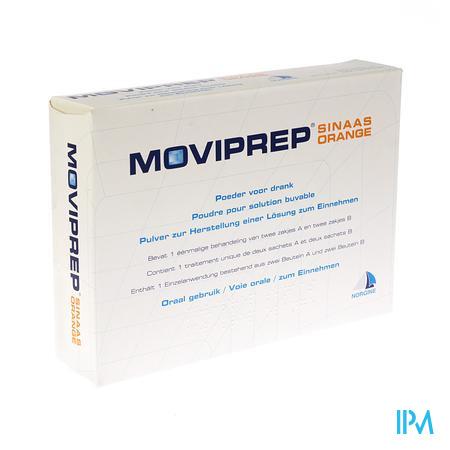 MOVIPREP® SINAAS
ORANGE
Poeder voor drank
Poudre pour solution buvable
Pulver zur Herstellung einer Lösung zum Einnehmen
Bevat 1 éénmalige behandeling van twee zakjes A en twee zakjes B
Contient 1 traitement unique de deux sachets A et deux sachets B
Enthält 1 Einzelanwendung bestehend aus zwei Beuteln A und zwei Beuteln B
Oraal gebruik / Voie orale / zum Einnehmen
NORGINE
MOVIPREP® SINAAS
ORANGE
MOVIPREP
IPM